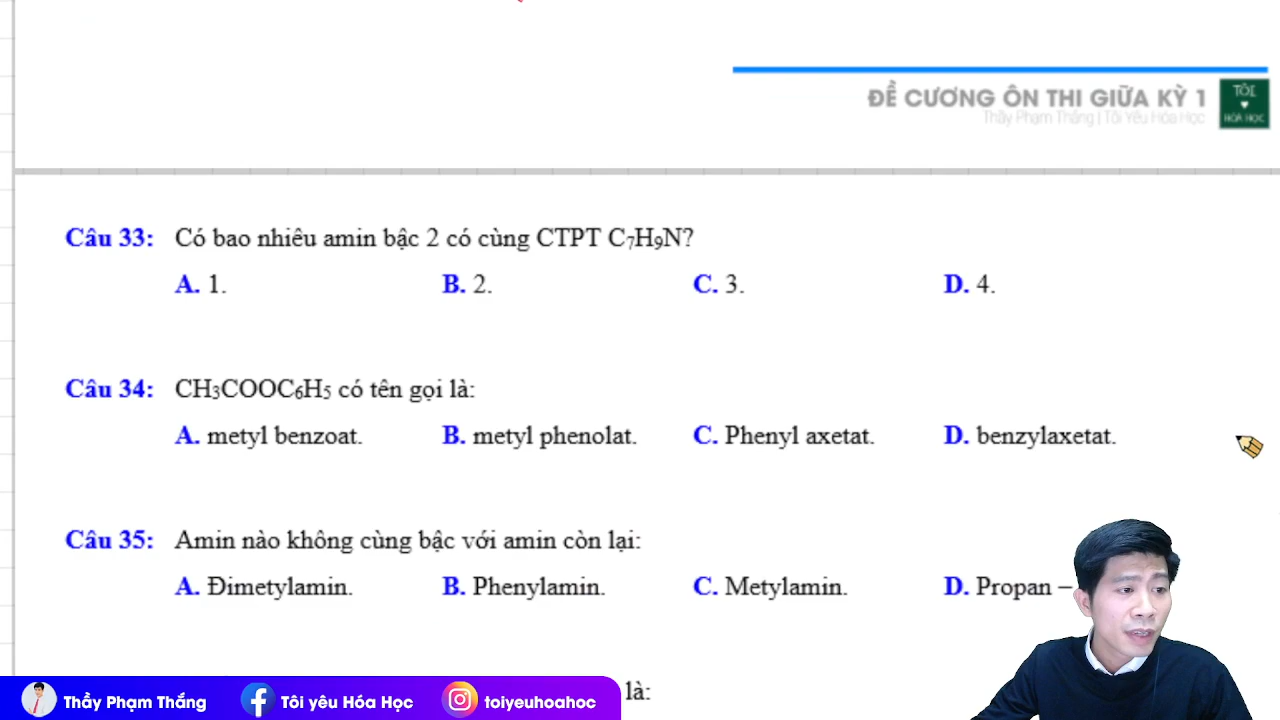 ĐỀ CƯƠNG ÔN THI GIỮA KỲ 1
Thầy Phạm Thắng | Tôi Yêu Hóa Học
TÔI
HÓA HỌC
Câu 33: Có bao nhiêu amin bậc 2 có cùng CTPT C₇H₉N?
A. 1. B. 2. C. 3. D. 4.
Câu 34: CH₃COOC₆H₅ có tên gọi là:
A. metyl benzoat. B. metyl phenolat. C. Phenyl axetat. D. benzylaxetat.
Câu 35: Amin nào không cùng bậc với amin còn lại:
A. Đimetylamin. B. Phenylamin. C. Metylamin. D. Propan –
là:
Thầy Phạm Thắng Tôi yêu Hóa Học toiyeuhoahoc